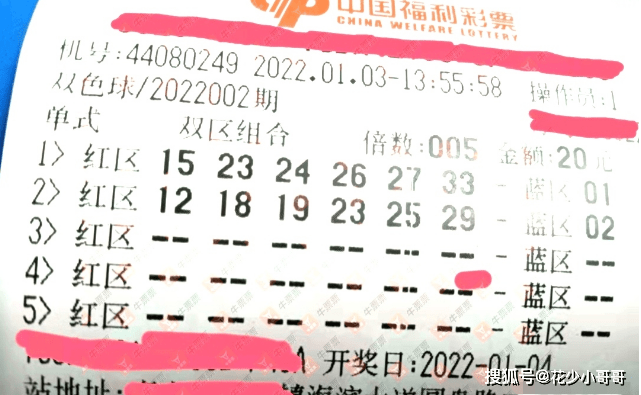 中国福利彩票
CHINA WELFARE LOTTERY
机号:44080249 2022.01.03-13:55:58 操作员:1
双色球/2022002期
单式 双区组合 倍数:005 金额:20元
1> 红区 15 23 24 26 27 33 - 蓝区 01
2> 红区 12 18 19 23 25 29 - 蓝区 02
3> 红区 -- -- -- -- -- -- - 蓝区 --
4> 红区 -- -- -- -- -- -- - 蓝区 --
5> 红区 -- -- -- -- -- -- - 蓝区 --
开奖日:2022-01-04
站地址:
搜狐号@花少小哥哥